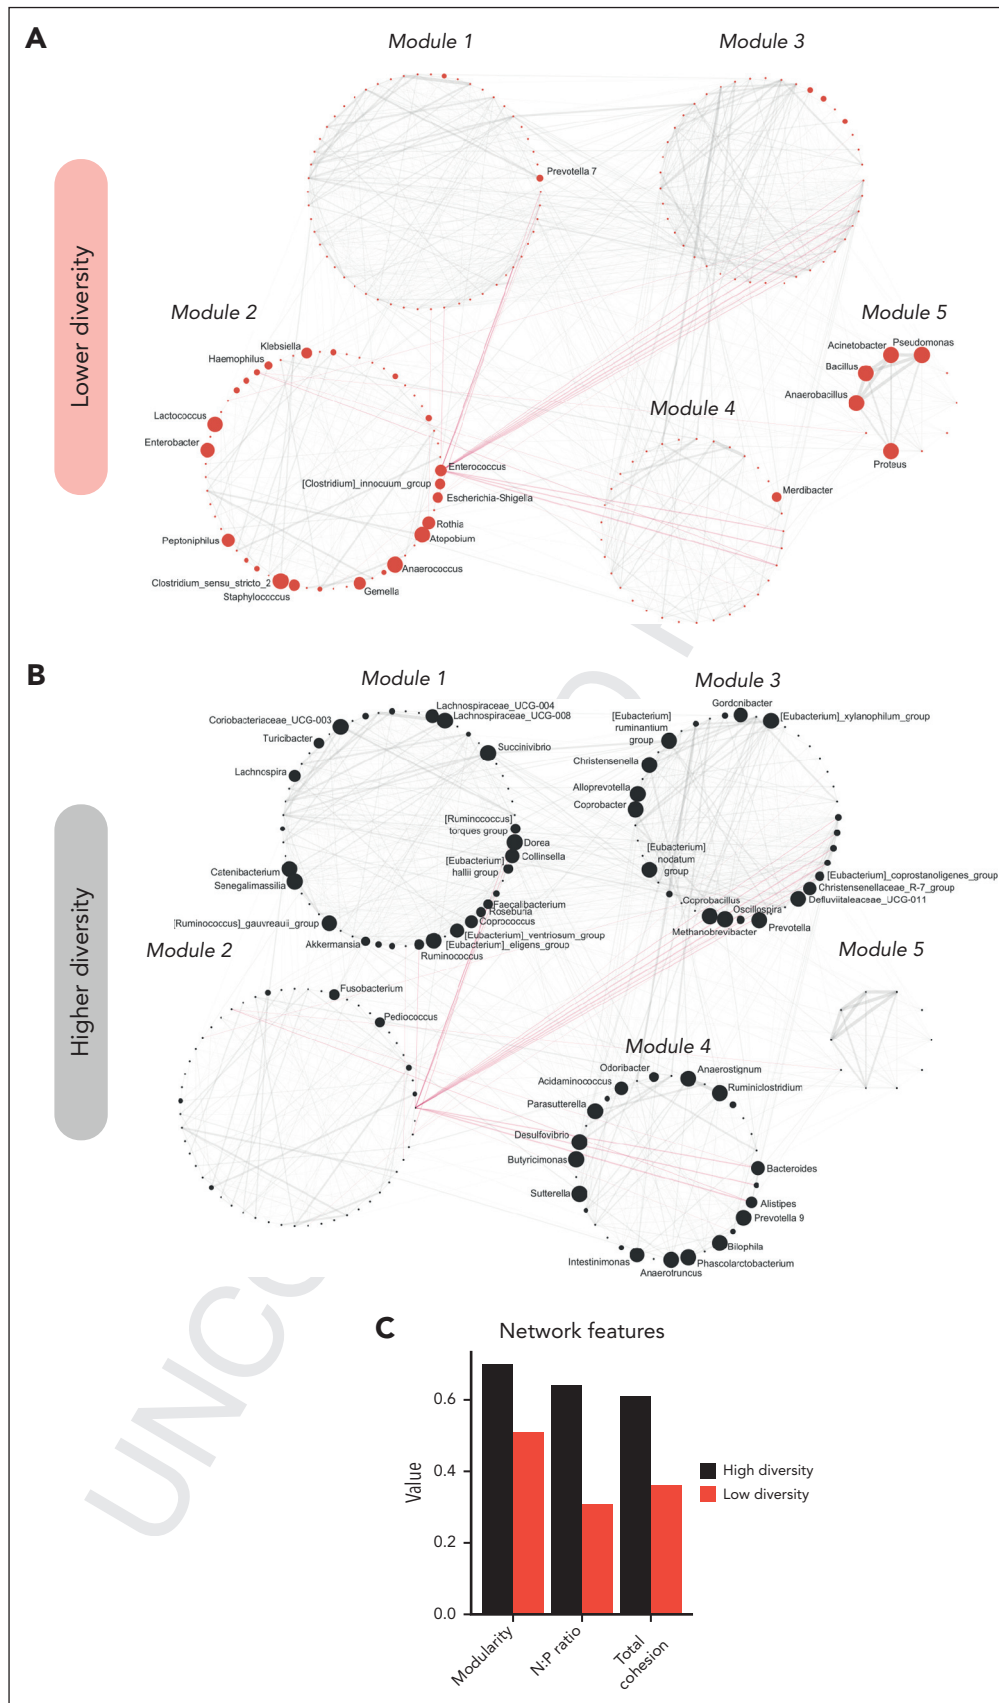 A
Module 1
Module 3
Prevotella 7
Lower diversity
Module 2
Module 5
Klebsiella
Haemophilus
Acinetobacter
Pseudomonas
Bacillus
Anaerobacillus
Lactococcus
Enterobacter
Module 4
Enterococcus
[Clostridium]_innocuum_group
Escherichia-Shigella
Proteus
Merdibacter
Rothia
Atopobium
Peptoniphilus
Anaerococcus
Clostridium_sensu_stricto_2
Staphyloccccus
Gemella
B
Module 1
Module 3
Lachnospiraceae_UCG-004
Lachnospiraceae_UCG-008
Coriobacteriaceae_UCG-003
Turicibacter
Succinivibrio
Lachnospira
[Ruminococcus]
torques group
Dorea
Collinsella
[Eubacterium]
hallii group
Catenibacterium
Senegalimassilia
Faecalibacterium
Roseburia
Coprococcus
[Ruminococcus]_gauvreauii_group
[Eubacterium]_ventriosum_group
[Eubacterium]_eligens_group
Akkermansia
Ruminococcus
Gordonibacter
[Eubacterium]
ruminantium
group
[Eubacterium]_xylanophilum_group
Christensenella
Alloprevotella
Coprobacter
[Eubacterium]
nodatum
group
[Eubacterium]_coprostanoligenes_group
Christensenellaceae_R-7_group
Defluviitaleaceae_UCG-011
Coprobacillus
Oscillospira
Methanobrevibacter
Prevotella
Higher diversity
Module 2
Module 5
Fusobacterium
Pediococcus
Module 4
Odoribacter
Anaerostignum
Acidaminococcus
Ruminiclostridium
Parasutterella
Desulfovibrio
Butyricimonas
Bacteroides
Sutterella
Alistipes
Prevotella 9
Bilophila
Intestinimonas
Phascolarctobacterium
Anaerotruncus
C
Network features
Value
0.6
0.4
0.2
0.0
High diversity
Low diversity
Modularity
N:P ratio
Total
cohesion